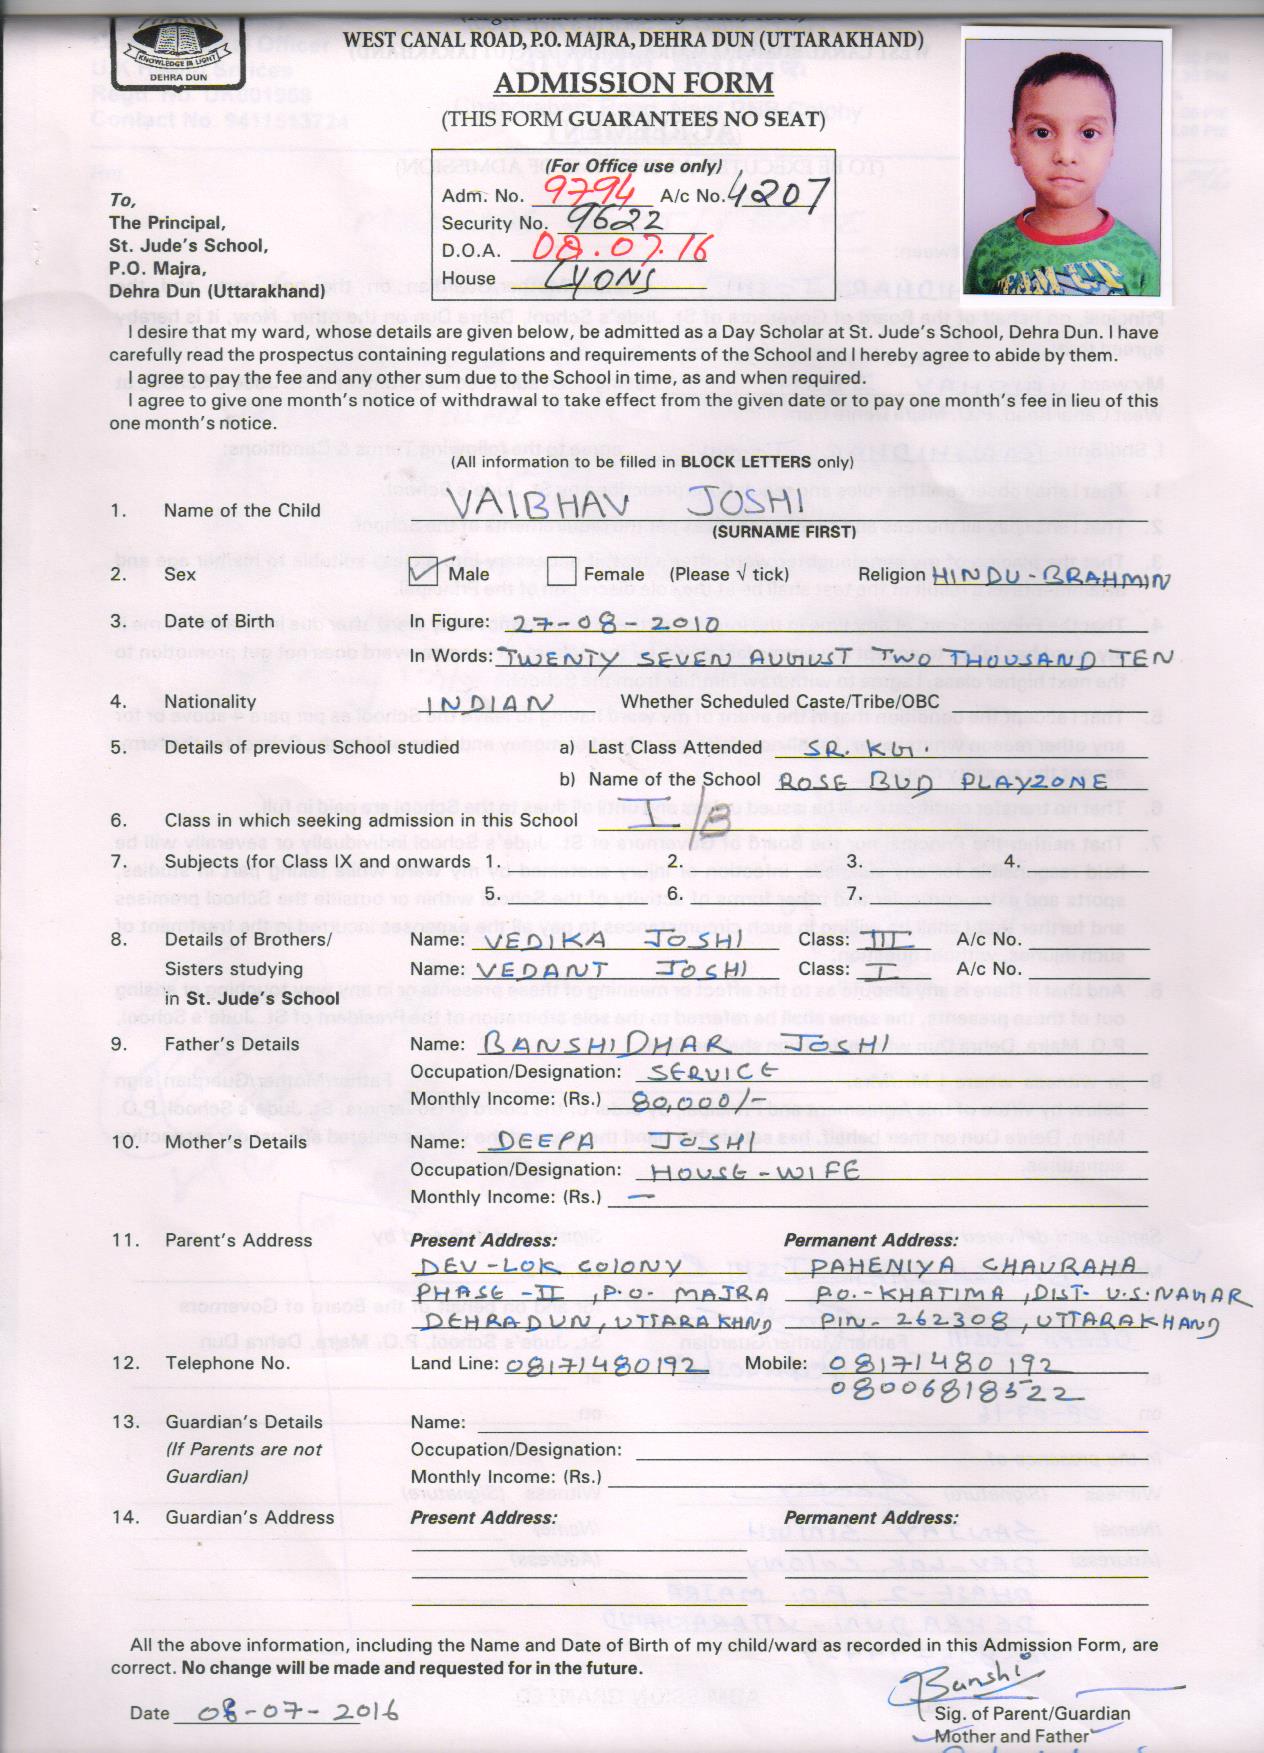 KNOWLEDGE IS LIGHT
DEHRA DUN
WEST CANAL ROAD, P.O. MAJRA, DEHRA DUN (UTTARAKHAND)
ADMISSION FORM
(THIS FORM GUARANTEES NO SEAT)
(For Office use only)
Adm. No. 9794 A/c No. 4207
Security No. 9622
D.O.A. 08.07.16
House LYONS
To,
The Principal,
St. Jude's School,
P.O. Majra,
Dehra Dun (Uttarakhand)
I desire that my ward, whose details are given below, be admitted as a Day Scholar at St. Jude's School, Dehra Dun. I have
carefully read the prospectus containing regulations and requirements of the School and I hereby agree to abide by them.
I agree to pay the fee and any other sum due to the School in time, as and when required.
I agree to give one month's notice of withdrawal to take effect from the given date or to pay one month's fee in lieu of this
one month's notice.
(All information to be filled in BLOCK LETTERS only)
1. Name of the Child VAIBHAV JOSHI
(SURNAME FIRST)
2. Sex Male Female (Please √ tick) Religion HINDU-BRAHMIN
3. Date of Birth In Figure: 27-08-2010
In Words: TWENTY SEVEN AUGUST TWO THOUSAND TEN
4. Nationality INDIAN Whether Scheduled Caste/Tribe/OBC
5. Details of previous School studied a) Last Class Attended SR. KG.
b) Name of the School ROSE BUD PLAYZONE
6. Class in which seeking admission in this School I/B
7. Subjects (for Class IX and onwards 1. 2. 3. 4.
5. 6. 7.
8. Details of Brothers/ Name: VEDIKA JOSHI Class: III A/c No.
Sisters studying Name: VEDANT JOSHI Class: I A/c No.
in St. Jude's School
9. Father's Details Name: BANSHIDHAR JOSHI
Occupation/Designation: SERVICE
Monthly Income: (Rs.) 80,000/-
10. Mother's Details Name: DEEPA JOSHI
Occupation/Designation: HOUSE-WIFE
Monthly Income: (Rs.) —
11. Parent's Address Present Address: Permanent Address:
DEV-LOK COLONY PAHENIYA CHAURAHA
PHASE-II, P.O. MAJRA P.O.-KHATIMA, DIST. U.S. NAGAR
DEHRADUN, UTTARAKHND PIN-262308, UTTARAKHAND
12. Telephone No. Land Line: 08171480192 Mobile: 08171480192
08006818522
13. Guardian's Details Name:
(If Parents are not Occupation/Designation:
Guardian) Monthly Income: (Rs.)
14. Guardian's Address Present Address: Permanent Address:
All the above information, including the Name and Date of Birth of my child/ward as recorded in this Admission Form, are
correct. No change will be made and requested for in the future.
Banshi
Date 08-07-2016 Sig. of Parent/Guardian
Mother and Father